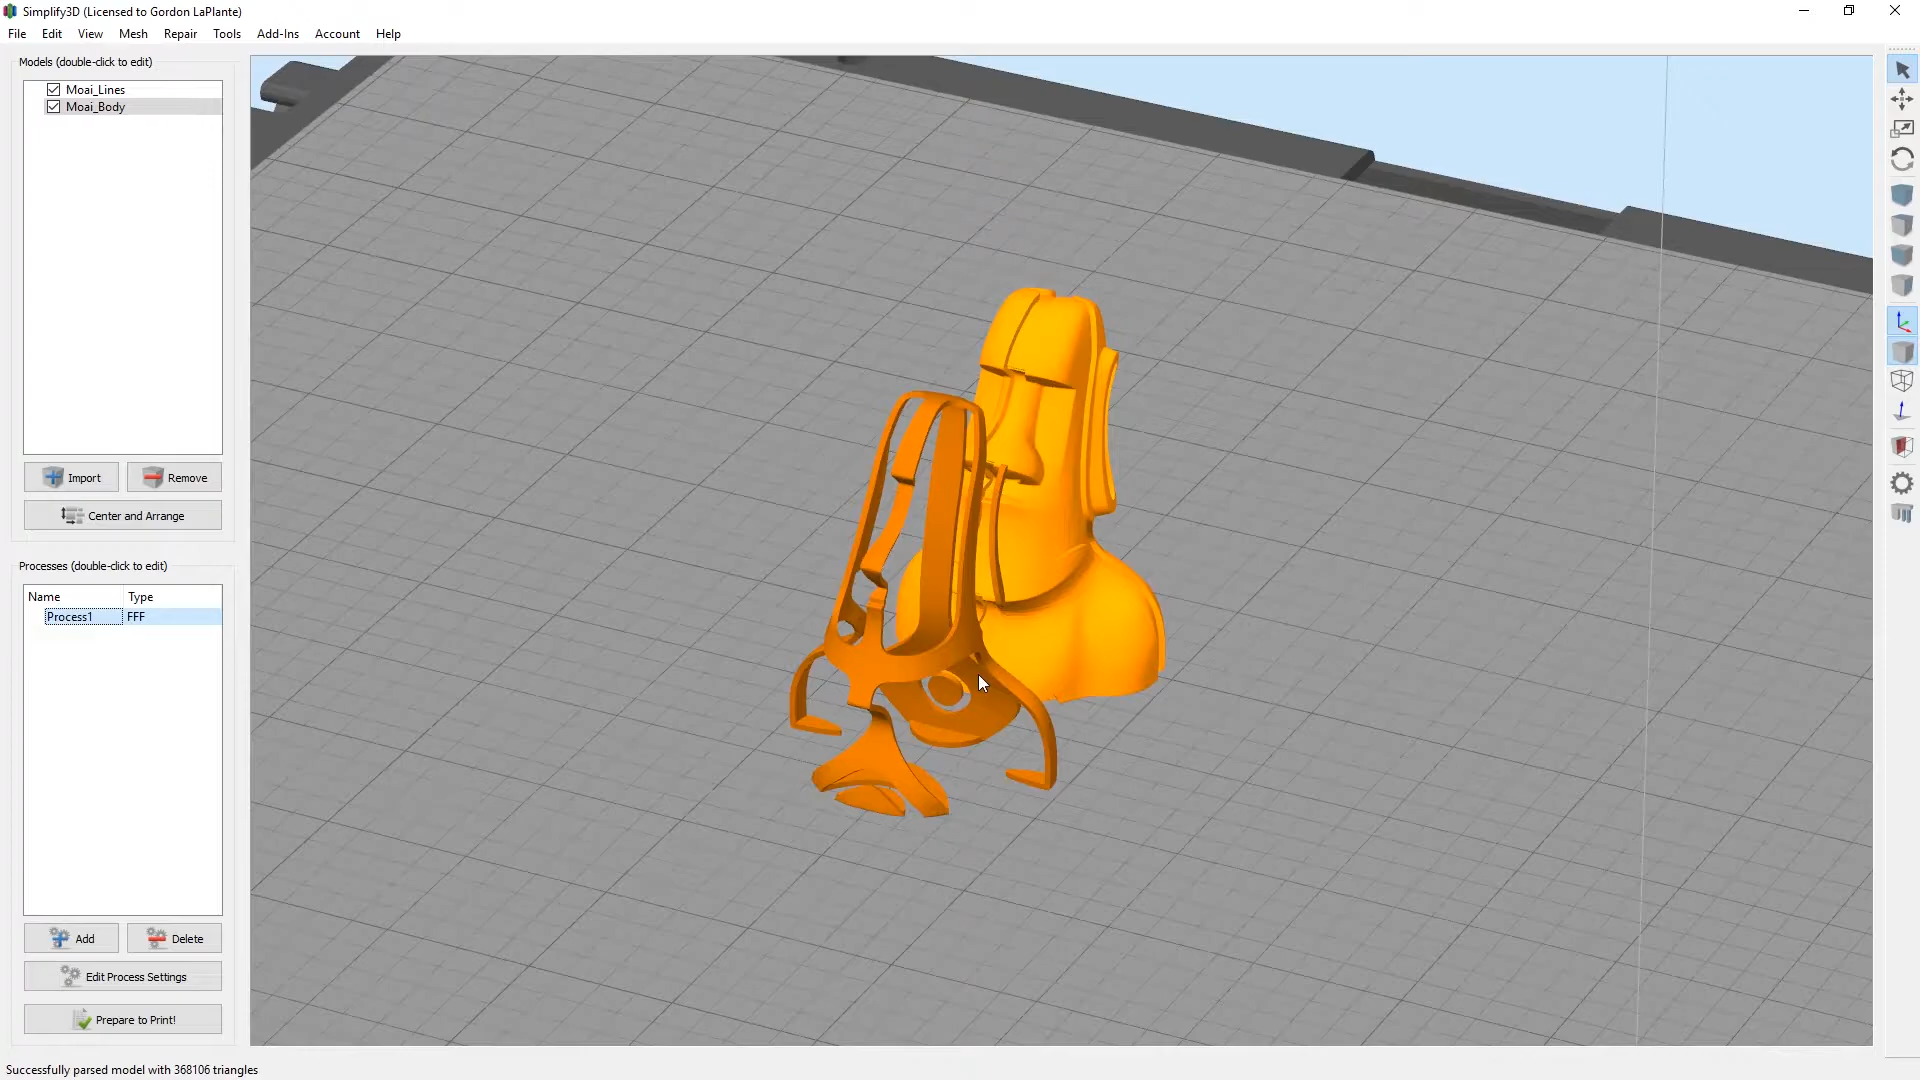 Simplify3D (Licensed to Gordon LaPlante)
File Edit View Mesh Repair Tools Add-Ins Account Help
Models (double-click to edit)
Moai_Lines
Moai_Body
Import Remove
Center and Arrange
Processes (double-click to edit)
Name Type
Process1 FFF
Add Delete
Edit Process Settings
Prepare to Print!
Successfully parsed model with 368106 triangles